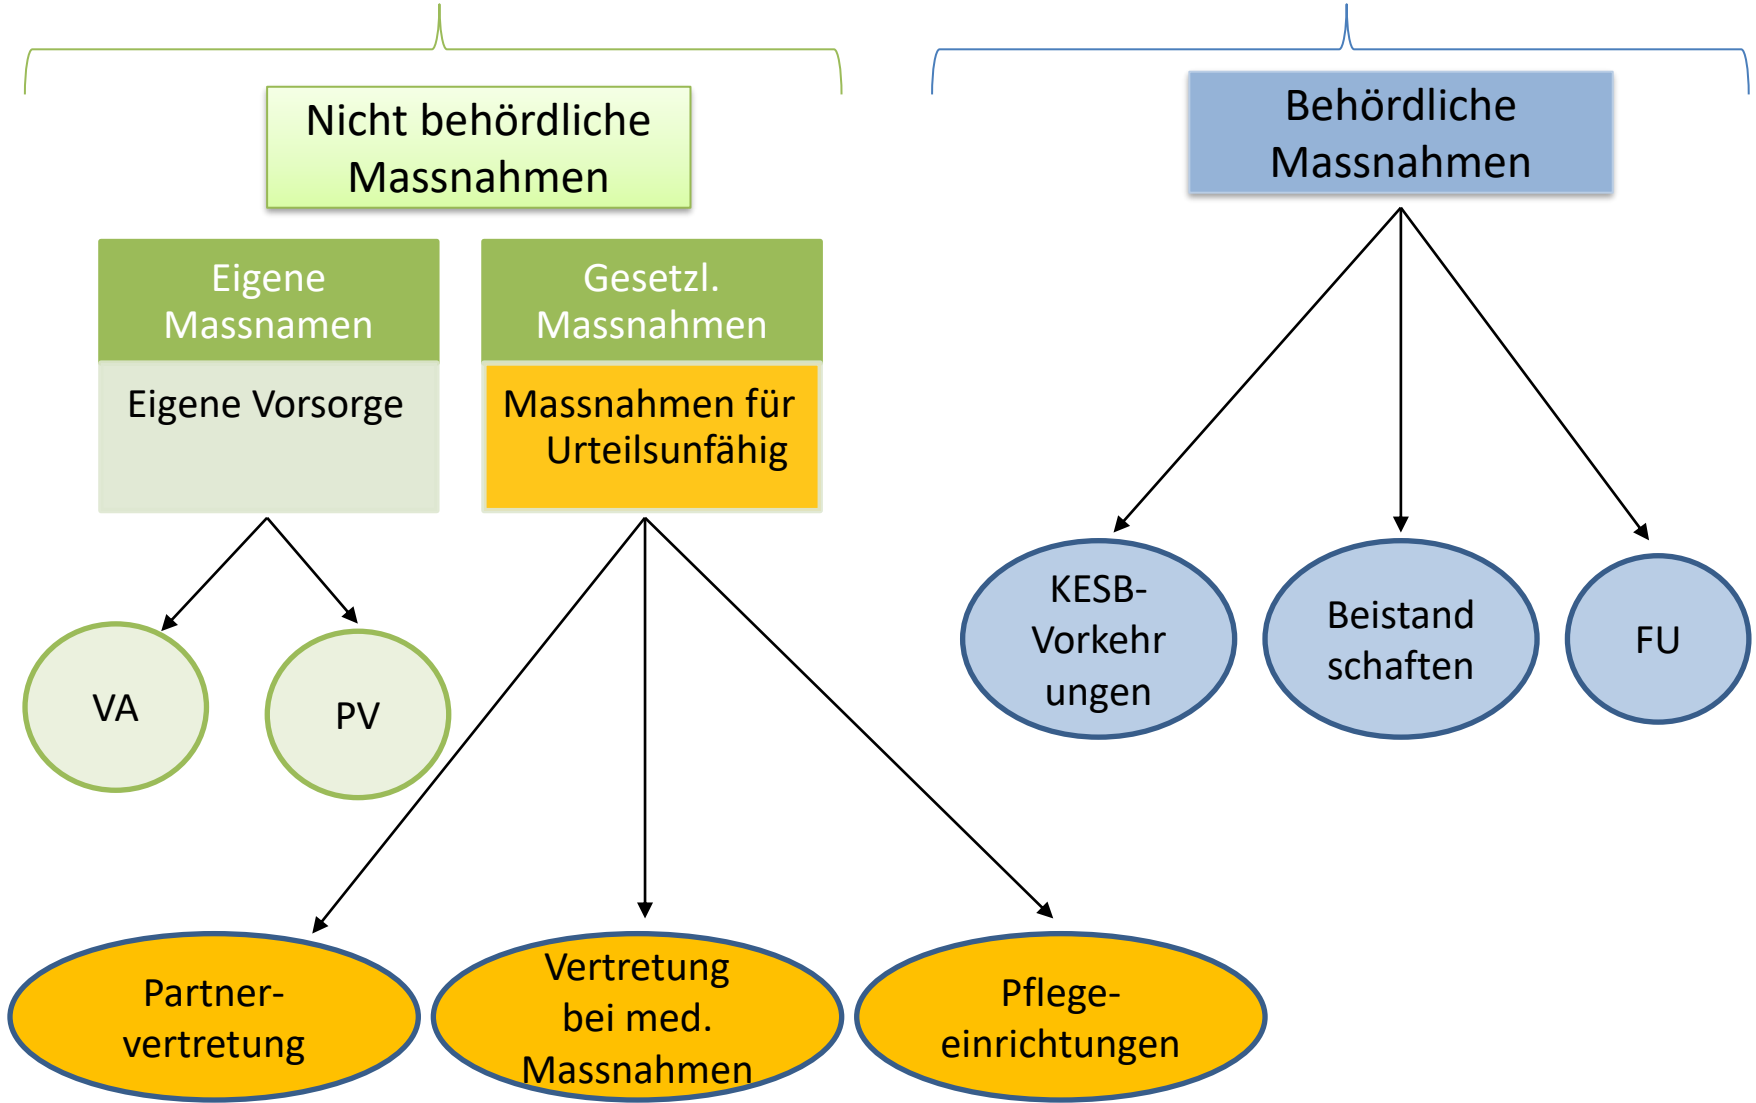 Nicht behördliche
Massnahmen
Behördliche
Massnahmen
Eigene
Massnamen
Gesetzl.
Massnahmen
Eigene Vorsorge
Massnahmen für
Urteilsunfähig
VA
PV
KESB-
Vorkehr
ungen
Beistand
schaften
FU
Partner-
vertretung
Vertretung
bei med.
Massnahmen
Pflege-
einrichtungen